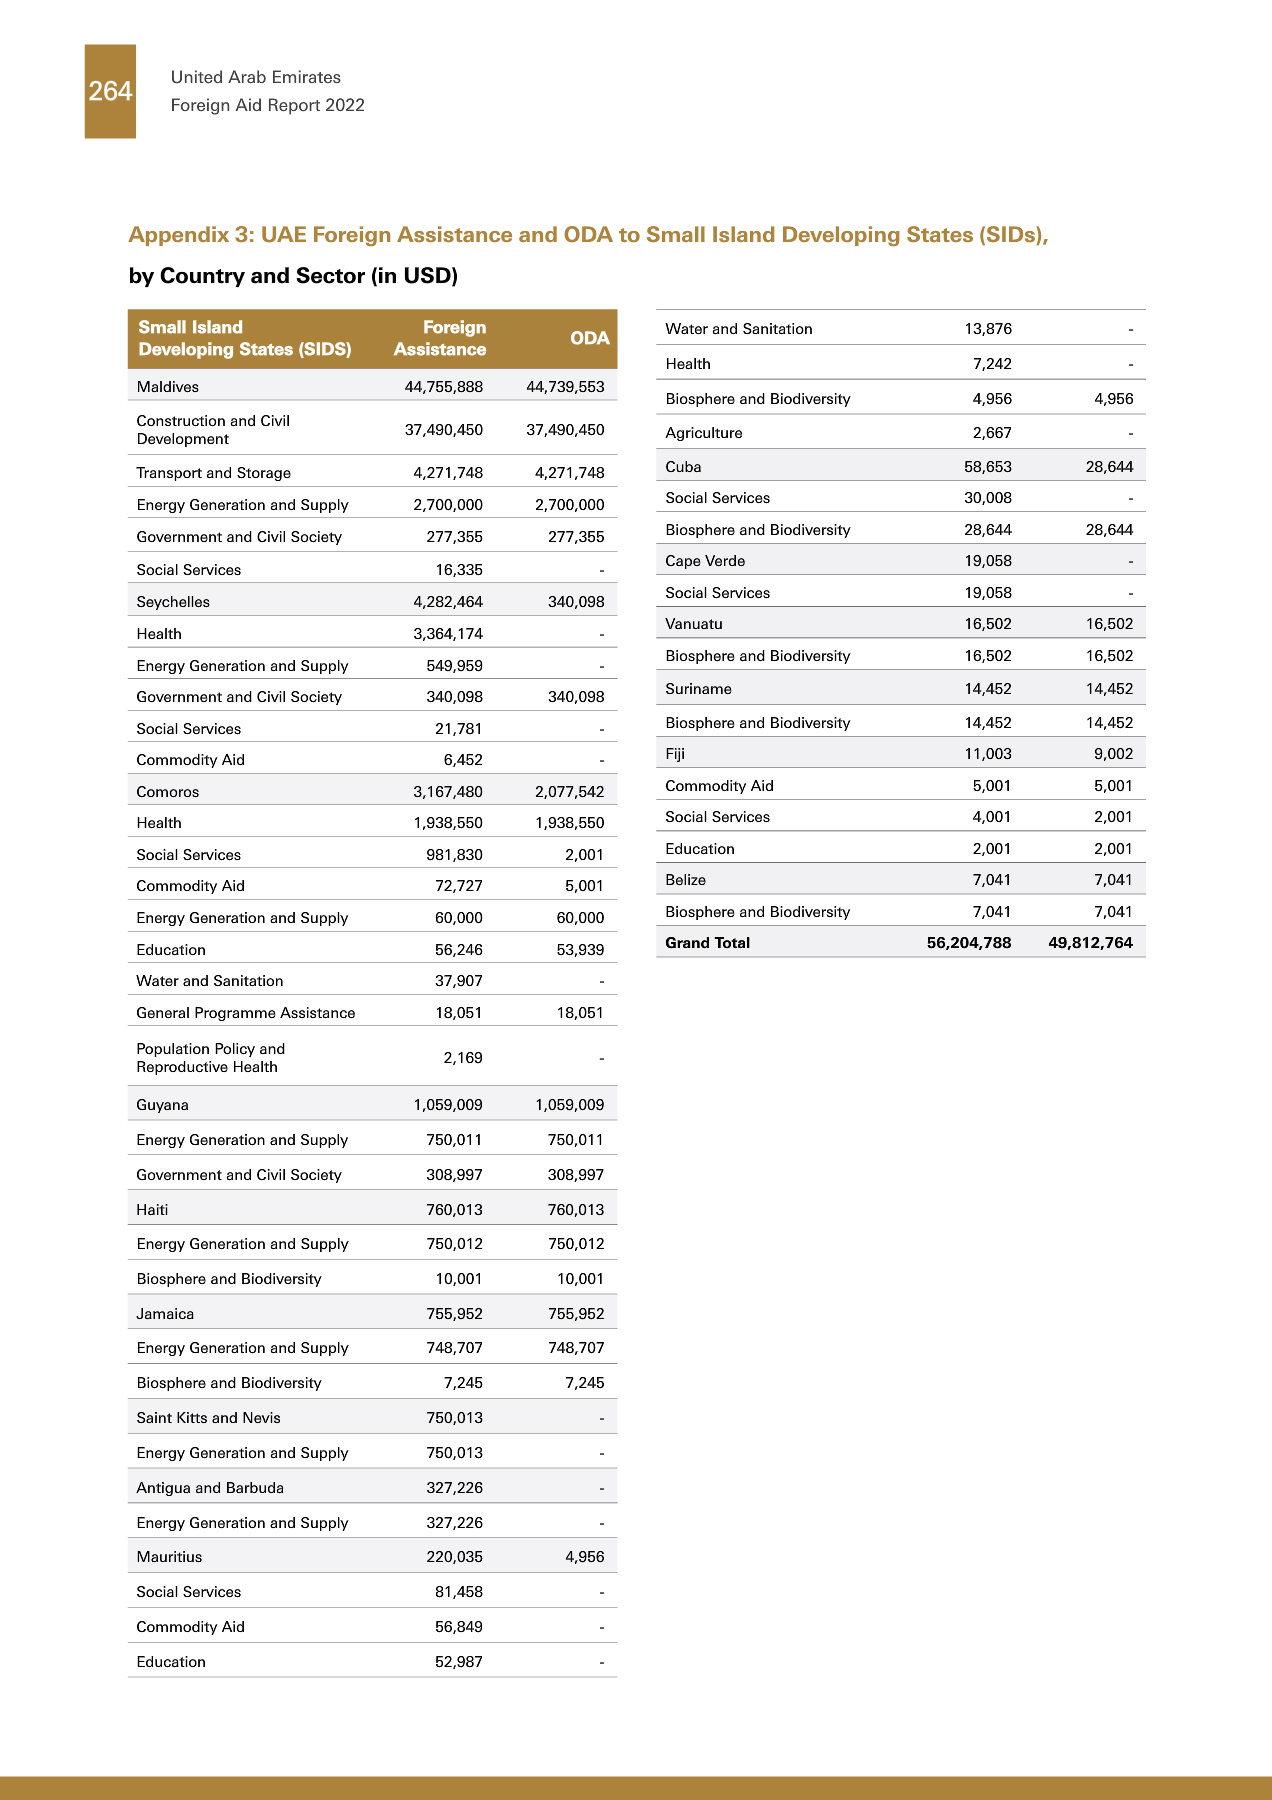 264
United Arab Emirates
Foreign Aid Report 2022
Appendix 3: UAE Foreign Assistance and ODA to Small Island Developing States (SIDs),
by Country and Sector (in USD)
Small Island Developing States (SIDS) Foreign Assistance ODA
Maldives 44,755,888 44,739,553
Construction and Civil Development 37,490,450 37,490,450
Transport and Storage 4,271,748 4,271,748
Energy Generation and Supply 2,700,000 2,700,000
Government and Civil Society 277,355 277,355
Social Services 16,335 -
Seychelles 4,282,464 340,098
Health 3,364,174 -
Energy Generation and Supply 549,959 -
Government and Civil Society 340,098 340,098
Social Services 21,781 -
Commodity Aid 6,452 -
Comoros 3,167,480 2,077,542
Health 1,938,550 1,938,550
Social Services 981,830 2,001
Commodity Aid 72,727 5,001
Energy Generation and Supply 60,000 60,000
Education 56,246 53,939
Water and Sanitation 37,907 -
General Programme Assistance 18,051 18,051
Population Policy and Reproductive Health 2,169 -
Guyana 1,059,009 1,059,009
Energy Generation and Supply 750,011 750,011
Government and Civil Society 308,997 308,997
Haiti 760,013 760,013
Energy Generation and Supply 750,012 750,012
Biosphere and Biodiversity 10,001 10,001
Jamaica 755,952 755,952
Energy Generation and Supply 748,707 748,707
Biosphere and Biodiversity 7,245 7,245
Saint Kitts and Nevis 750,013 -
Energy Generation and Supply 750,013 -
Antigua and Barbuda 327,226 -
Energy Generation and Supply 327,226 -
Mauritius 220,035 4,956
Social Services 81,458 -
Commodity Aid 56,849 -
Education 52,987 -
Water and Sanitation 13,876 -
Health 7,242 -
Biosphere and Biodiversity 4,956 4,956
Agriculture 2,667 -
Cuba 58,653 28,644
Social Services 30,008 -
Biosphere and Biodiversity 28,644 28,644
Cape Verde 19,058 -
Social Services 19,058 -
Vanuatu 16,502 16,502
Biosphere and Biodiversity 16,502 16,502
Suriname 14,452 14,452
Biosphere and Biodiversity 14,452 14,452
Fiji 11,003 9,002
Commodity Aid 5,001 5,001
Social Services 4,001 2,001
Education 2,001 2,001
Belize 7,041 7,041
Biosphere and Biodiversity 7,041 7,041
Grand Total 56,204,788 49,812,764